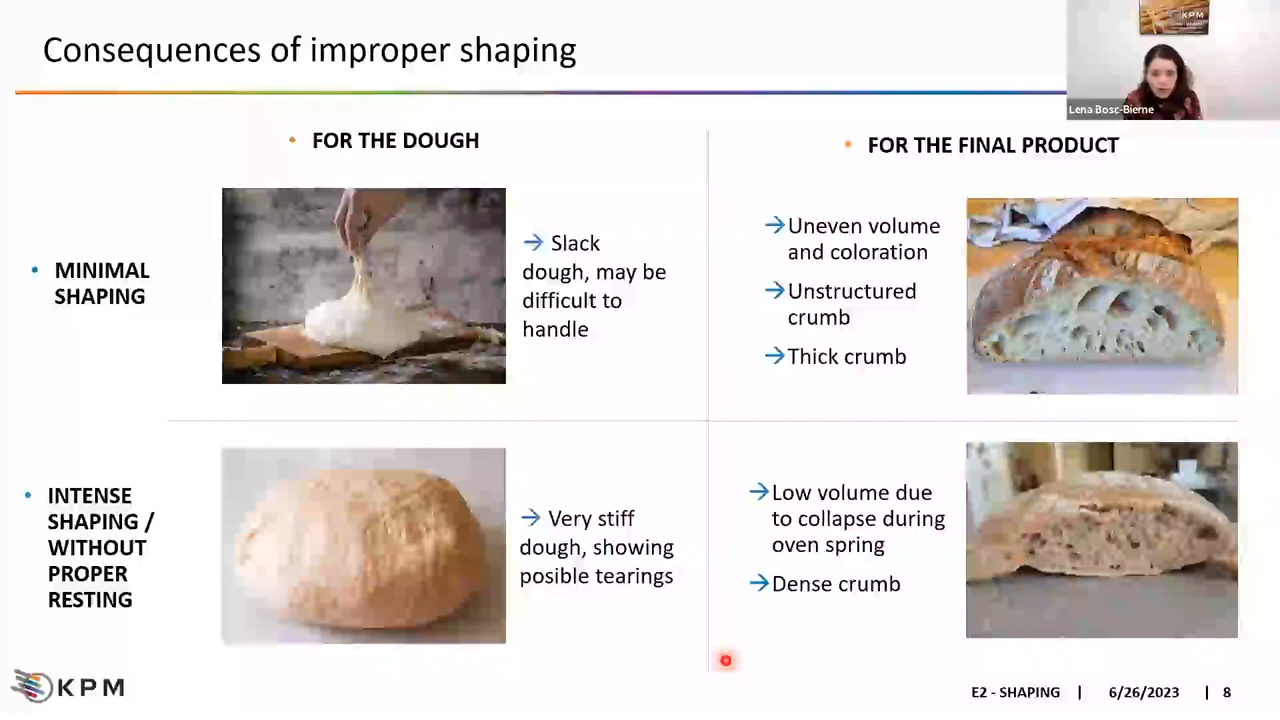 Consequences of improper shaping
KPM
Lena Bosc-Bierne
• FOR THE DOUGH
• FOR THE FINAL PRODUCT
• MINIMAL
SHAPING
→ Slack
dough, may be
difficult to
handle
→Uneven volume
and coloration
→Unstructured
crumb
→Thick crumb
• INTENSE
SHAPING /
WITHOUT
PROPER
RESTING
→ Very stiff
dough, showing
posible tearings
→Low volume due
to collapse during
oven spring
→Dense crumb
KPM
E2 - SHAPING | 6/26/2023 | 8